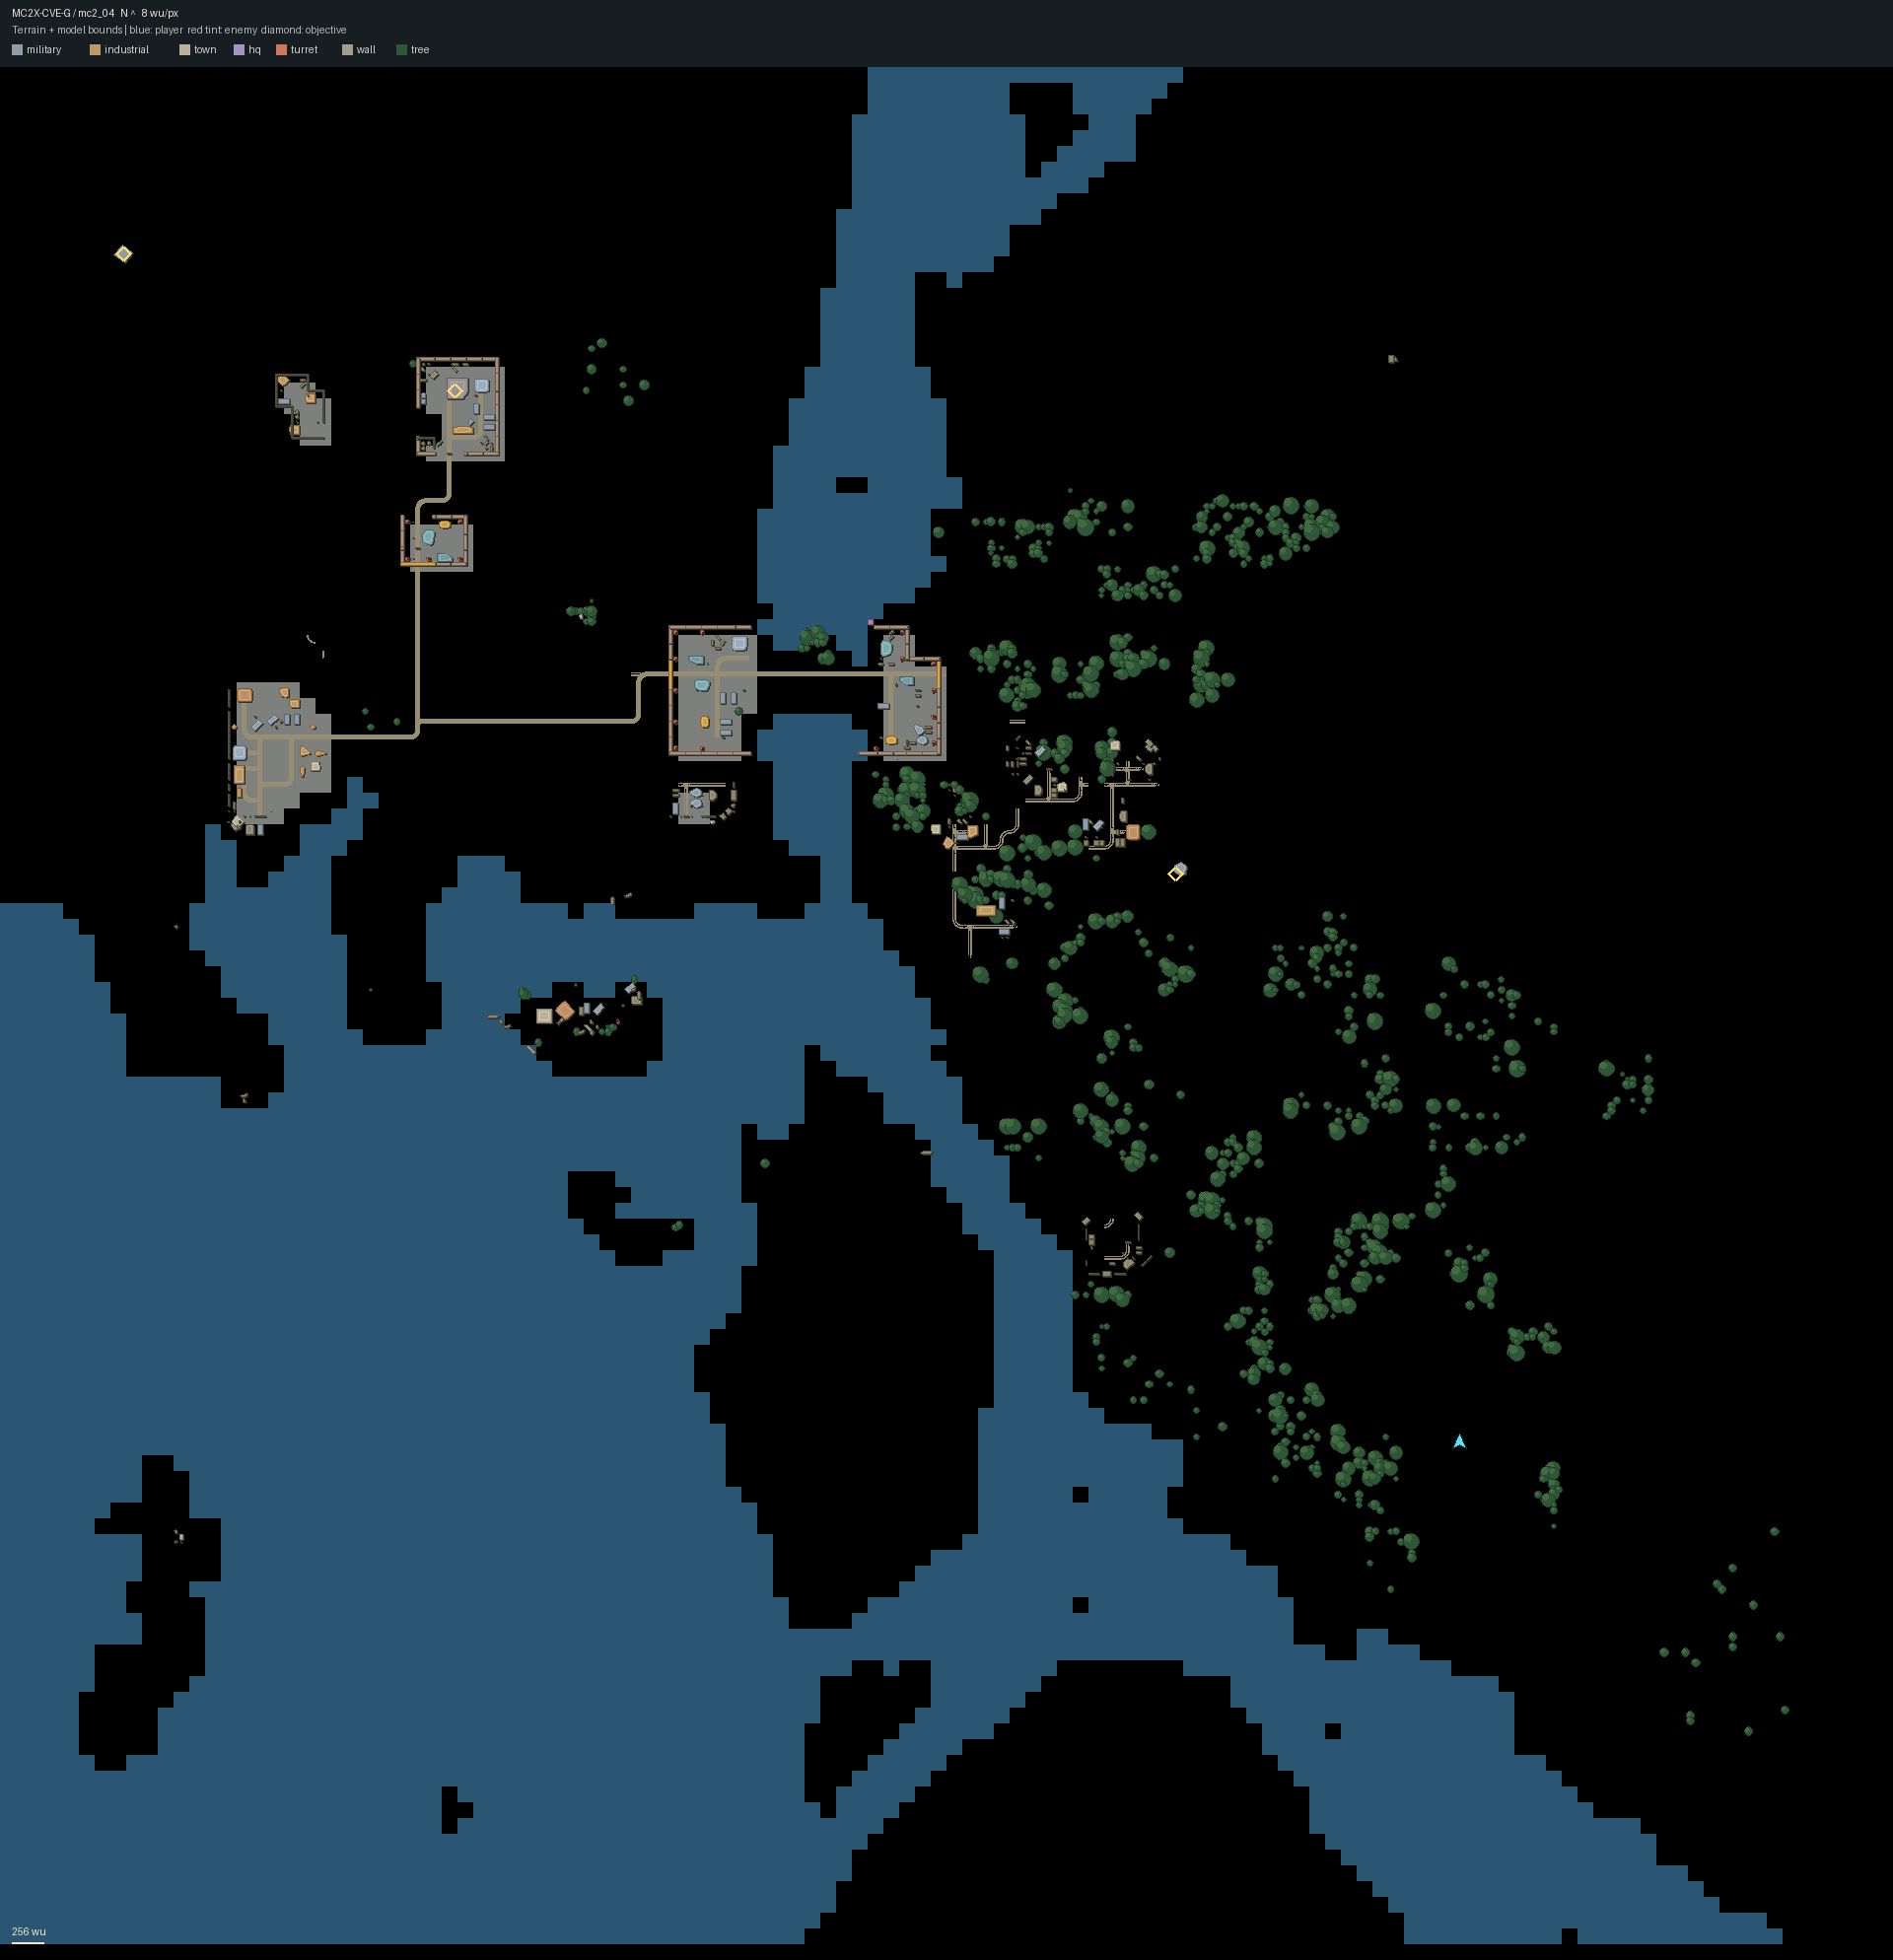 MC2X-CVE-G / mc2_04 N ^ 8 wu/px
Terrain + model bounds | blue: player red tint: enemy diamond: objective
military industrial town hq turret wall tree
256 wu